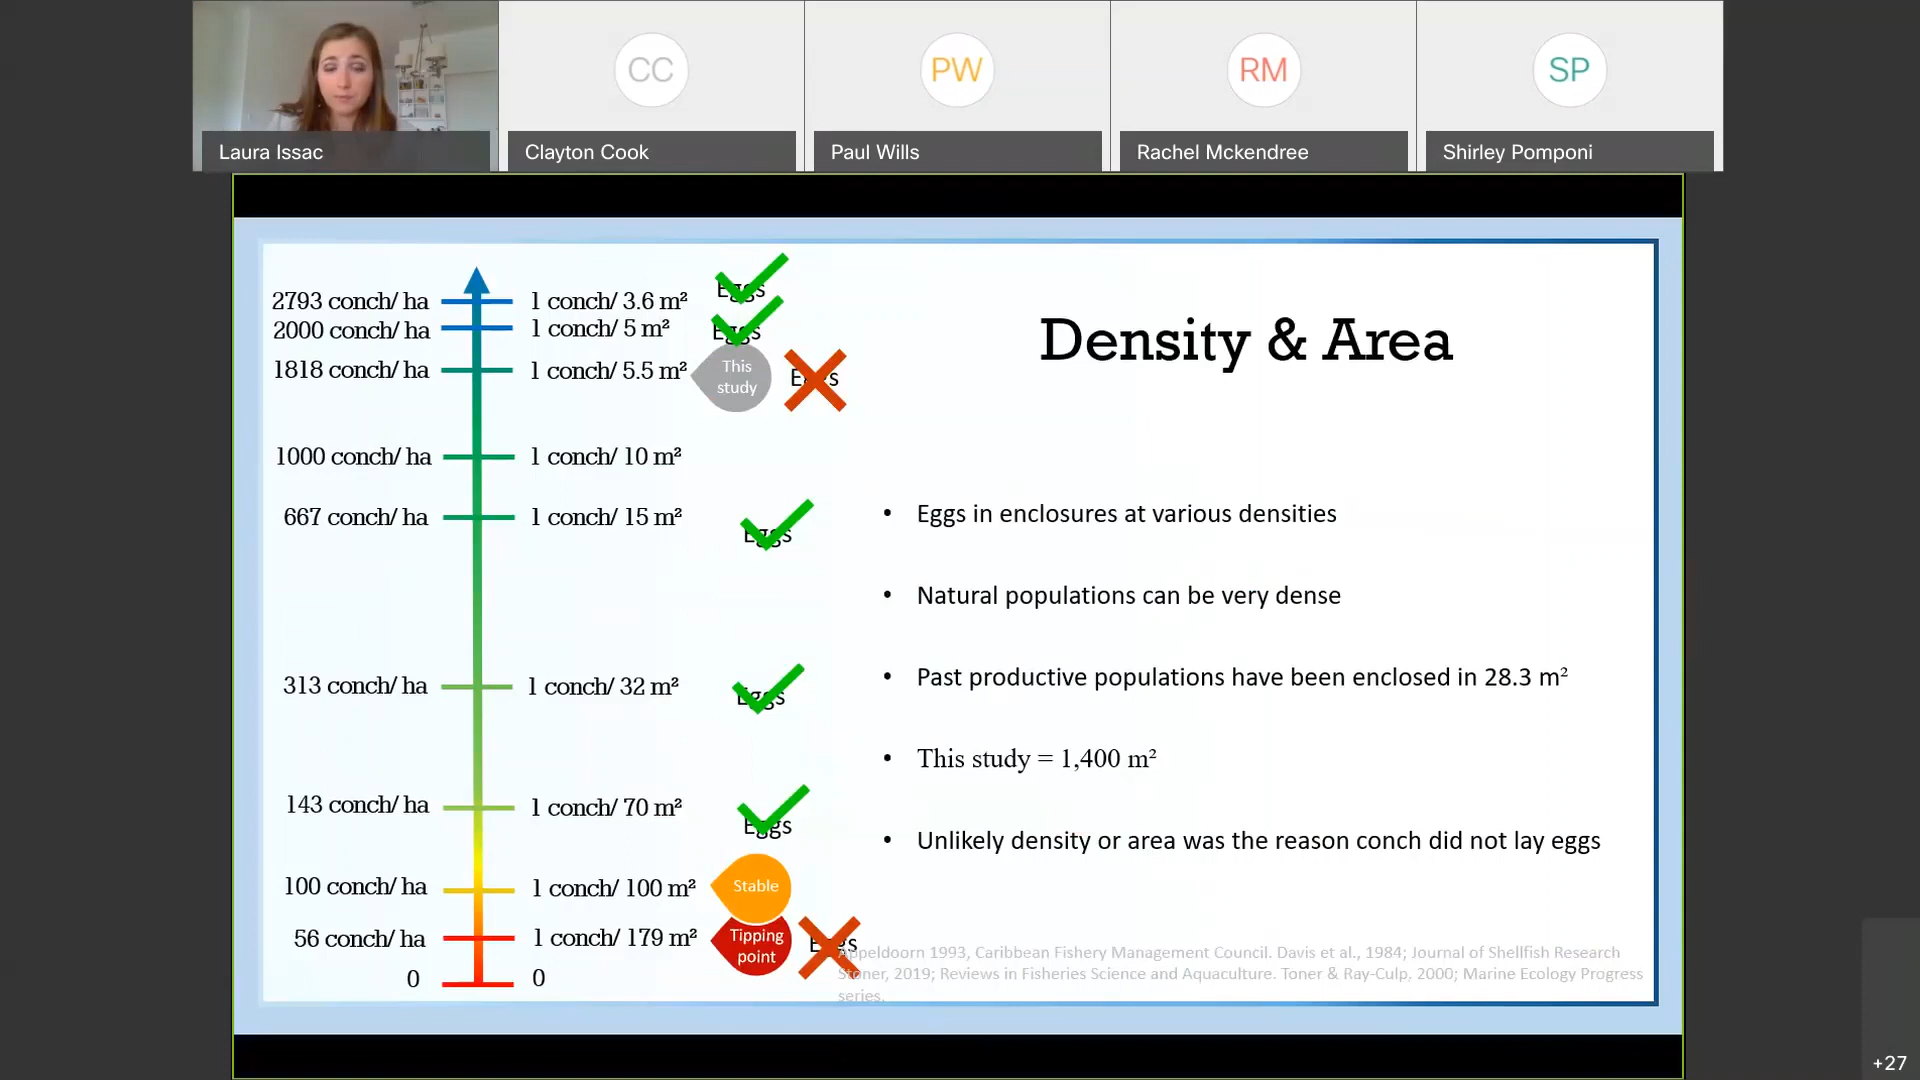 CC
PW
RM
SP
Laura Issac
Clayton Cook
Paul Wills
Rachel Mckendree
Shirley Pomponi
2793 conch/ ha
1 conch/ 3.6 m²
Eggs
2000 conch/ ha
1 conch/ 5 m²
Eggs
1818 conch/ ha
1 conch/ 5.5 m²
This
study
Eggs
1000 conch/ ha
1 conch/ 10 m²
667 conch/ ha
1 conch/ 15 m²
Eggs
313 conch/ ha
1 conch/ 32 m²
Eggs
143 conch/ ha
1 conch/ 70 m²
Eggs
100 conch/ ha
1 conch/ 100 m²
Stable
56 conch/ ha
1 conch/ 179 m²
Tipping
point
Eggs
0
0
Density & Area
• Eggs in enclosures at various densities
• Natural populations can be very dense
• Past productive populations have been enclosed in 28.3 m²
• This study = 1,400 m²
• Unlikely density or area was the reason conch did not lay eggs
Appeldoorn 1993, Caribbean Fishery Management Council. Davis et al., 1984; Journal of Shellfish Research
Stoner, 2019; Reviews in Fisheries Science and Aquaculture. Toner & Ray-Culp, 2000; Marine Ecology Progress
series.
+27